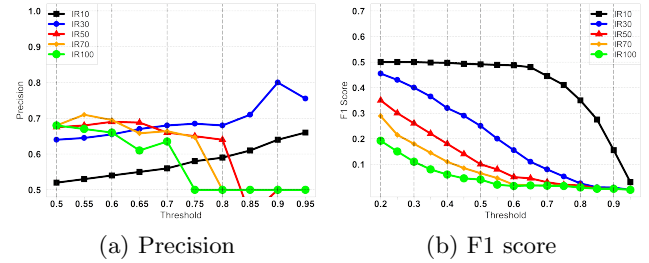 1.0
0.9
0.8
0.7
0.6
0.5
Precision
IR10
IR30
IR50
IR70
IR100
0.5 0.55 0.6 0.65 0.7 0.75 0.8 0.85 0.9 0.95
Threshold
(a) Precision
0.7
0.6
0.5
0.4
0.3
0.2
0.1
F1 Score
IR10
IR30
IR50
IR70
IR100
0.2 0.3 0.4 0.5 0.6 0.7 0.8 0.9
Threshold
(b) F1 score